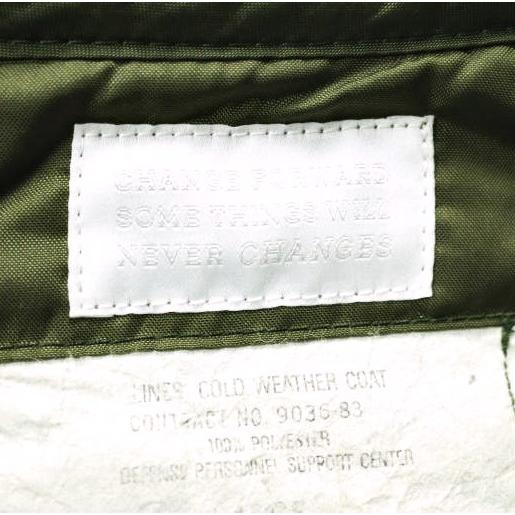 CHANGE FORWARD
SOME THINGS WILL
NEVER CHANGES
LINER COLD WEATHER COAT
CONTRACT NO. 9036-83
100% POLYESTER
DEFENSE PERSONNEL SUPPORT CENTER